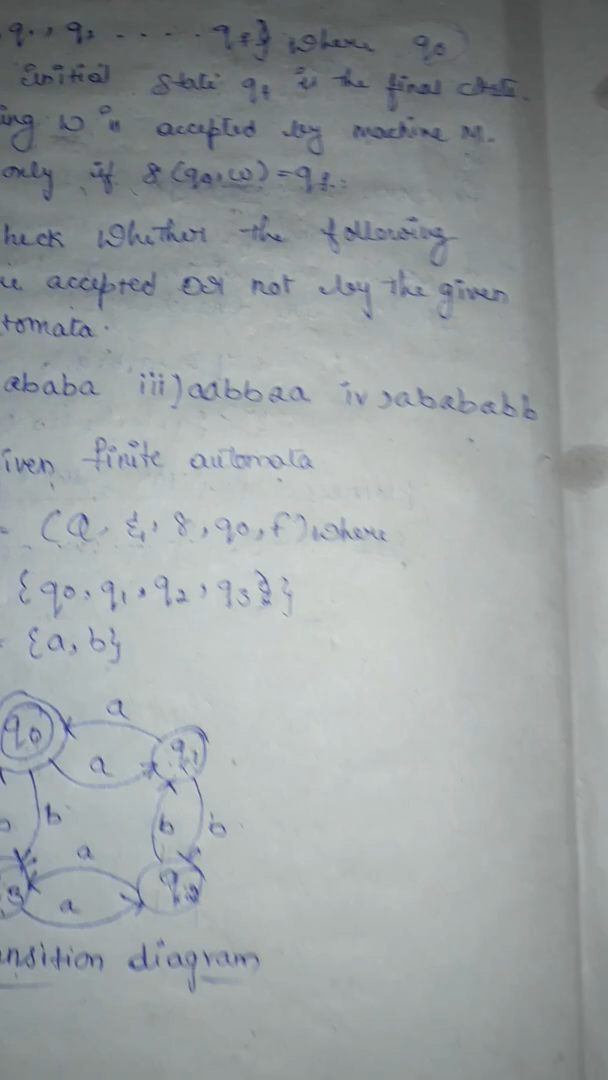 q1, q2 ..... qf} where q0
initial state qf is the final state.
ing w is accepted by machine M.
only if δ(q0, w) = qf.
heck whether the following
accepted or not by the given
tomata.
ababa iii) aabbaa iv) abababb
iven finite automata
= (Q, Σ, δ, q0, F) where
{q0, q1, q2, q3}}
= {a, b}
a
q0 q1
a
b b b
a
3 q2
a
nsition diagram